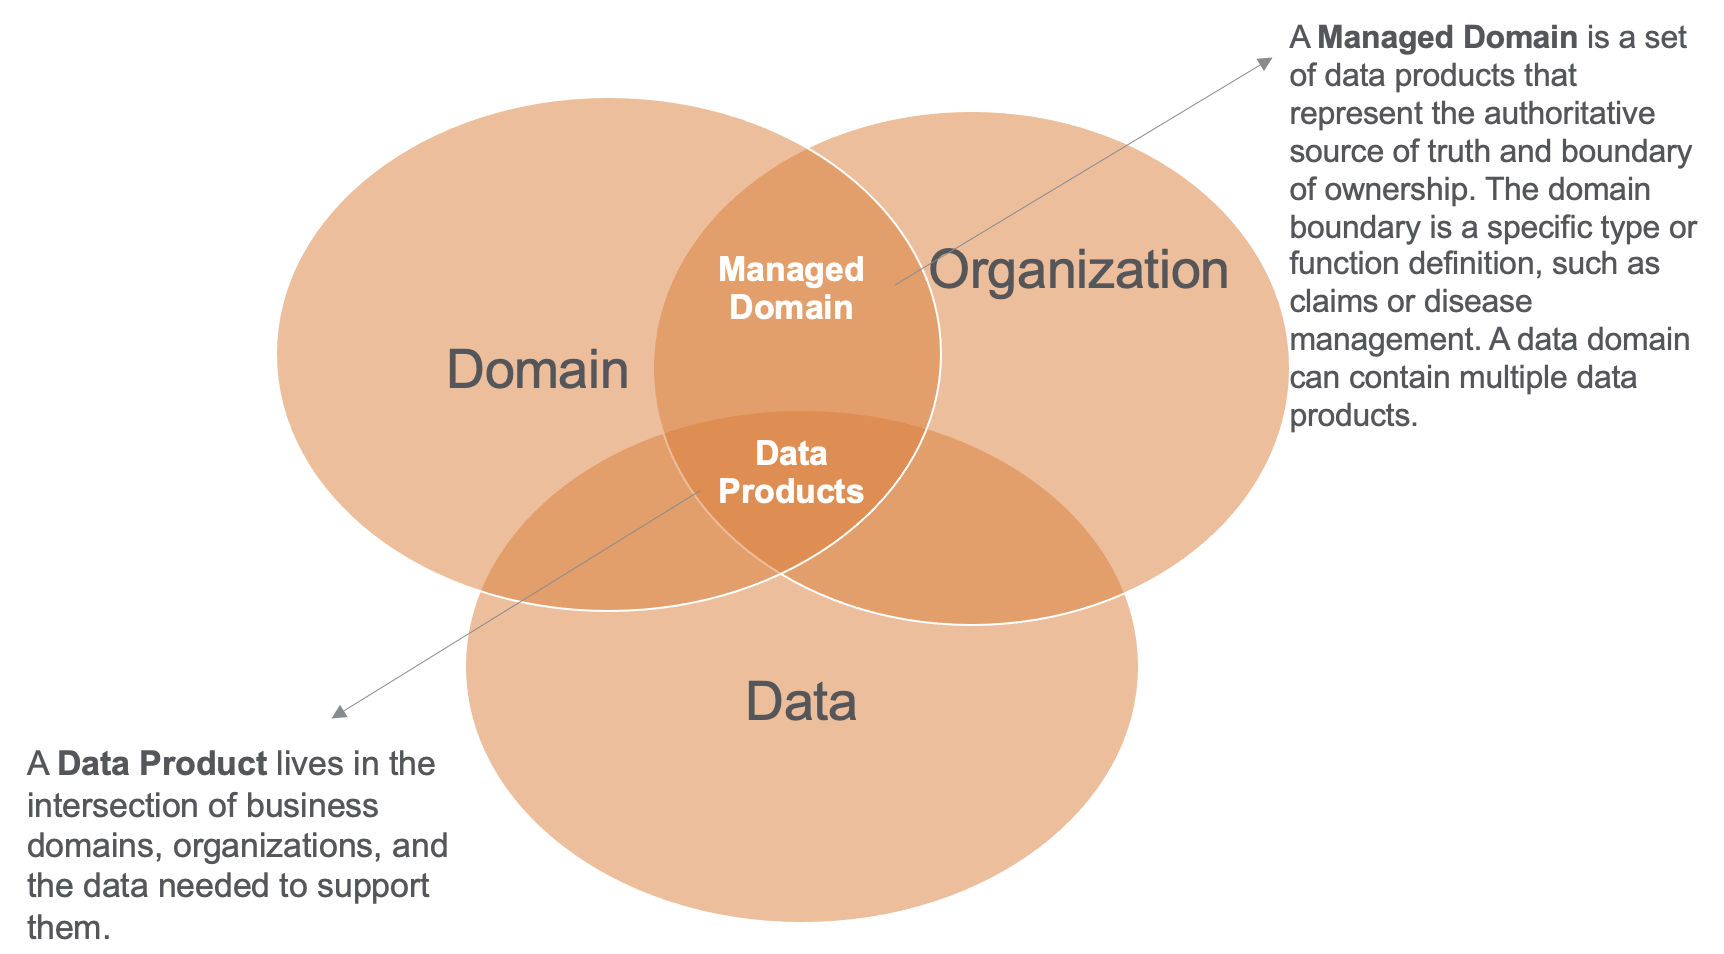 A Managed Domain is a set
of data products that
represent the authoritative
source of truth and boundary
of ownership. The domain
boundary is a specific type or
function definition, such as
claims or disease
management. A data domain
can contain multiple data
products.
Organization
Managed
Domain
Domain
Data
Products
Data
A Data Product lives in the
intersection of business
domains, organizations, and
the data needed to support
them.